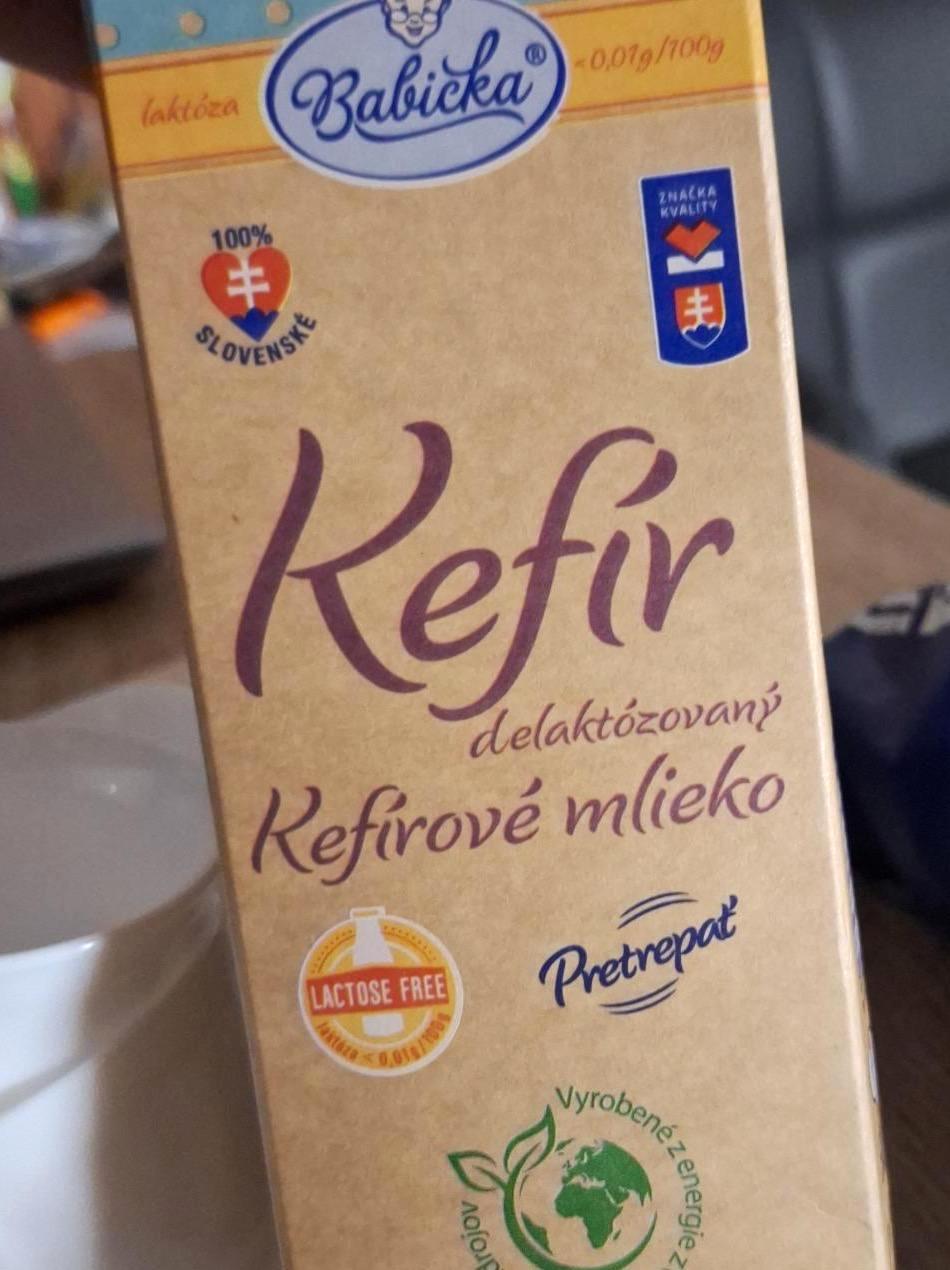 laktóza
Babička®
<0,01g/100g
100%
SLOVENSKÉ
ZNAČKA
KVALITY
Kefír
delaktózovaný
Kefírové mlieko
LACTOSE FREE
laktóza < 0,01g/100g
Pretrepať
Vyrobené z energie z